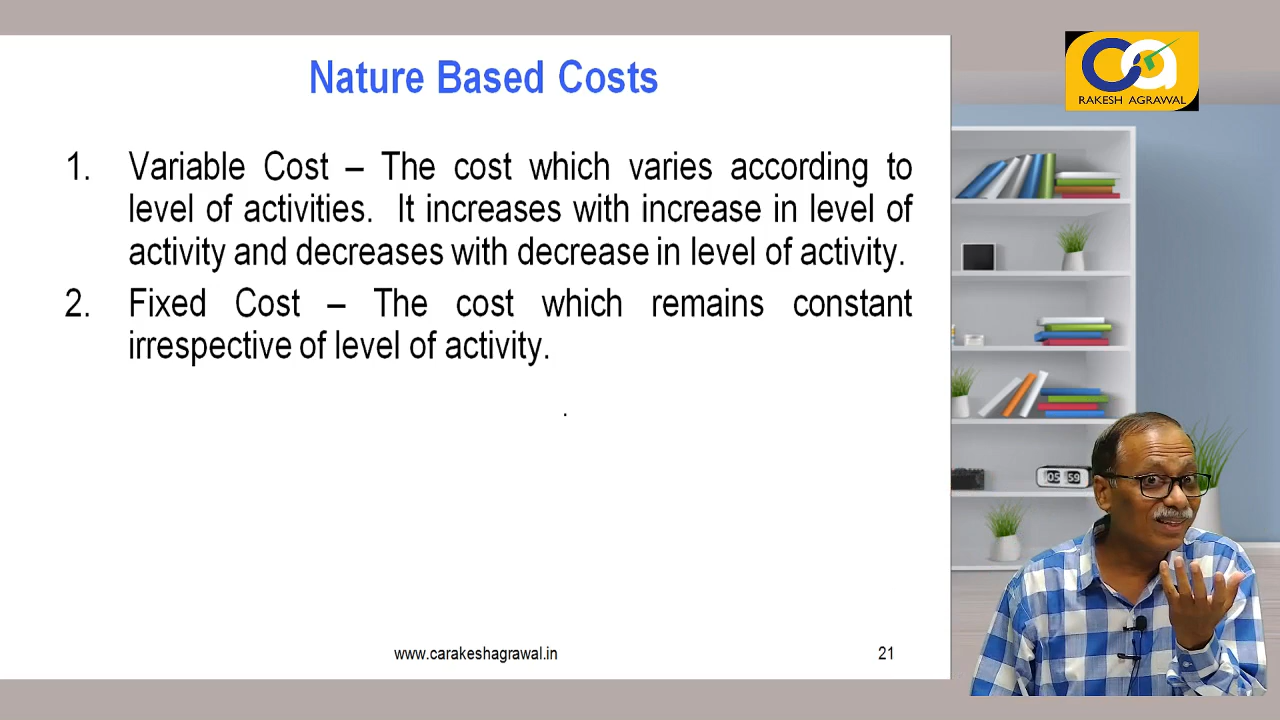 Nature Based Costs
RAKESH AGRAWAL
1. Variable Cost – The cost which varies according to
level of activities. It increases with increase in level of
activity and decreases with decrease in level of activity.
2. Fixed Cost – The cost which remains constant
irrespective of level of activity.
05 59
www.carakeshagrawal.in
21